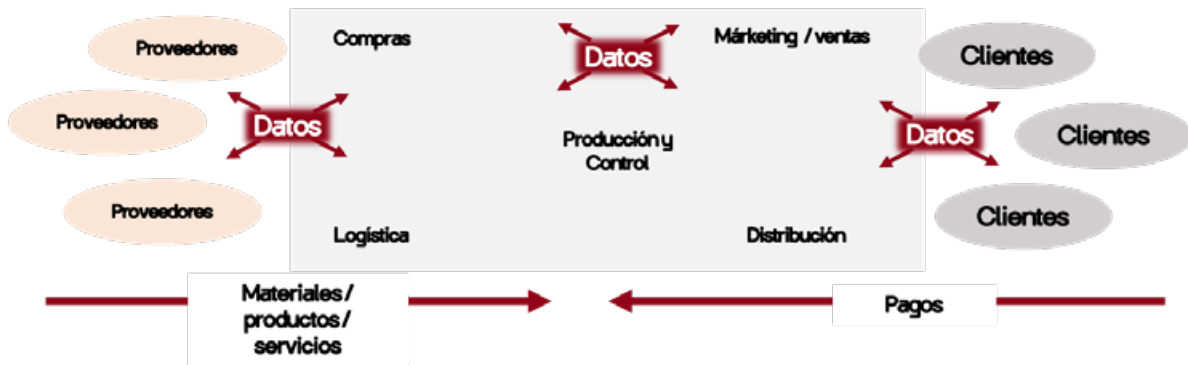 Proveedores
Proveedores
Proveedores
Datos
Compras
Logística
Datos
Producción y
Control
Márketing / ventas
Distribución
Datos
Clientes
Clientes
Clientes
Materiales /
productos /
servicios
Pagos